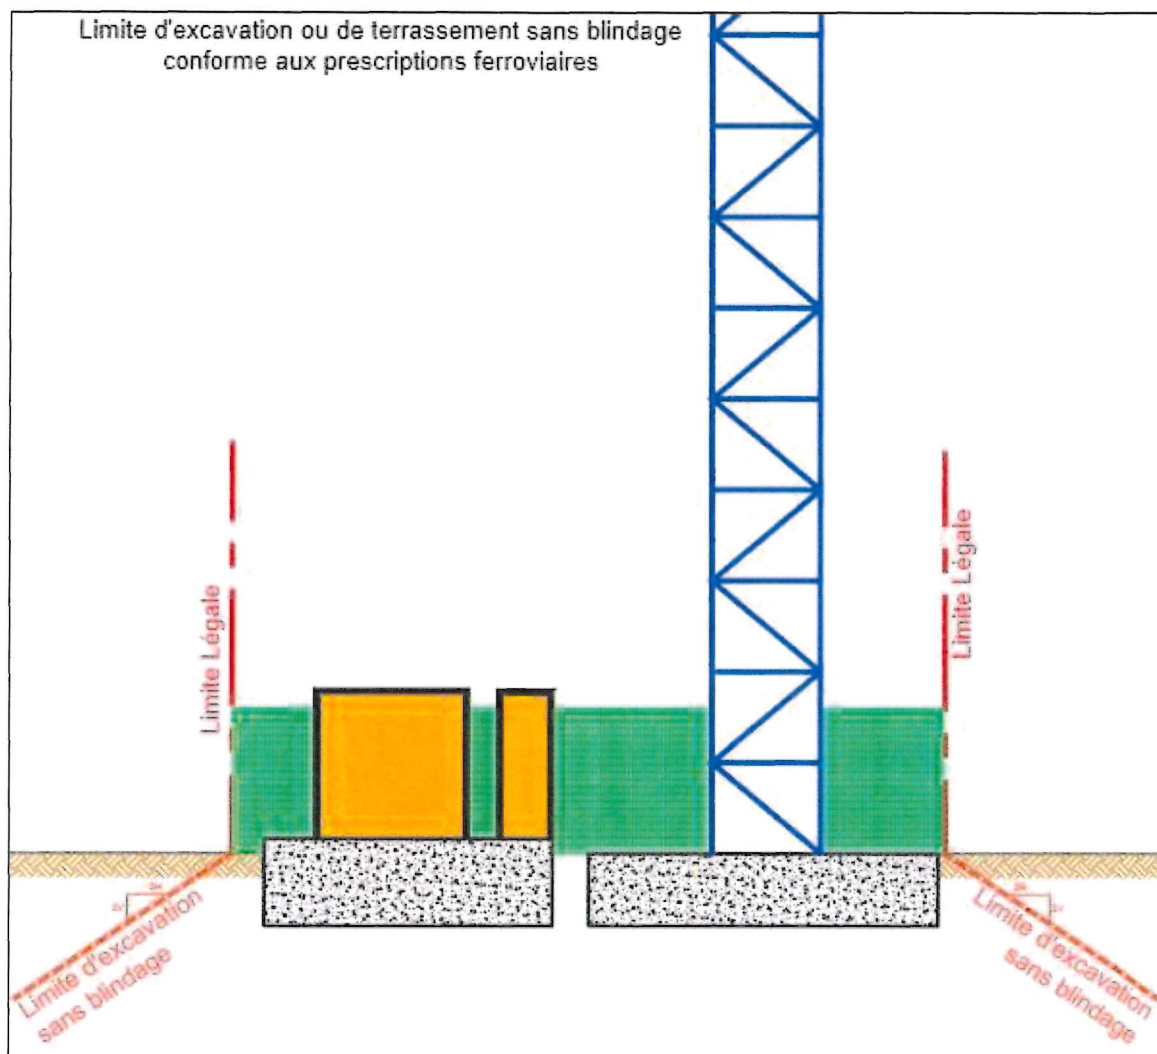 Limite d'excavation ou de terrassement sans blindage
conforme aux prescriptions ferroviaires
Limite Légale
Limite Légale
Limite d'excavation
sans blindage
Limite d'excavation
sans blindage